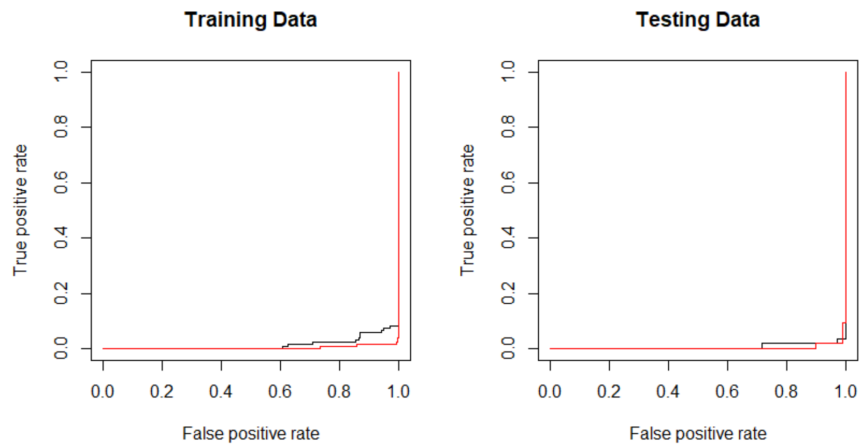 Training Data
True positive rate
1.0
0.8
0.6
0.4
0.2
0.0
0.0 0.2 0.4 0.6 0.8 1.0
False positive rate
Testing Data
True positive rate
1.0
0.8
0.6
0.4
0.2
0.0
0.0 0.2 0.4 0.6 0.8 1.0
False positive rate